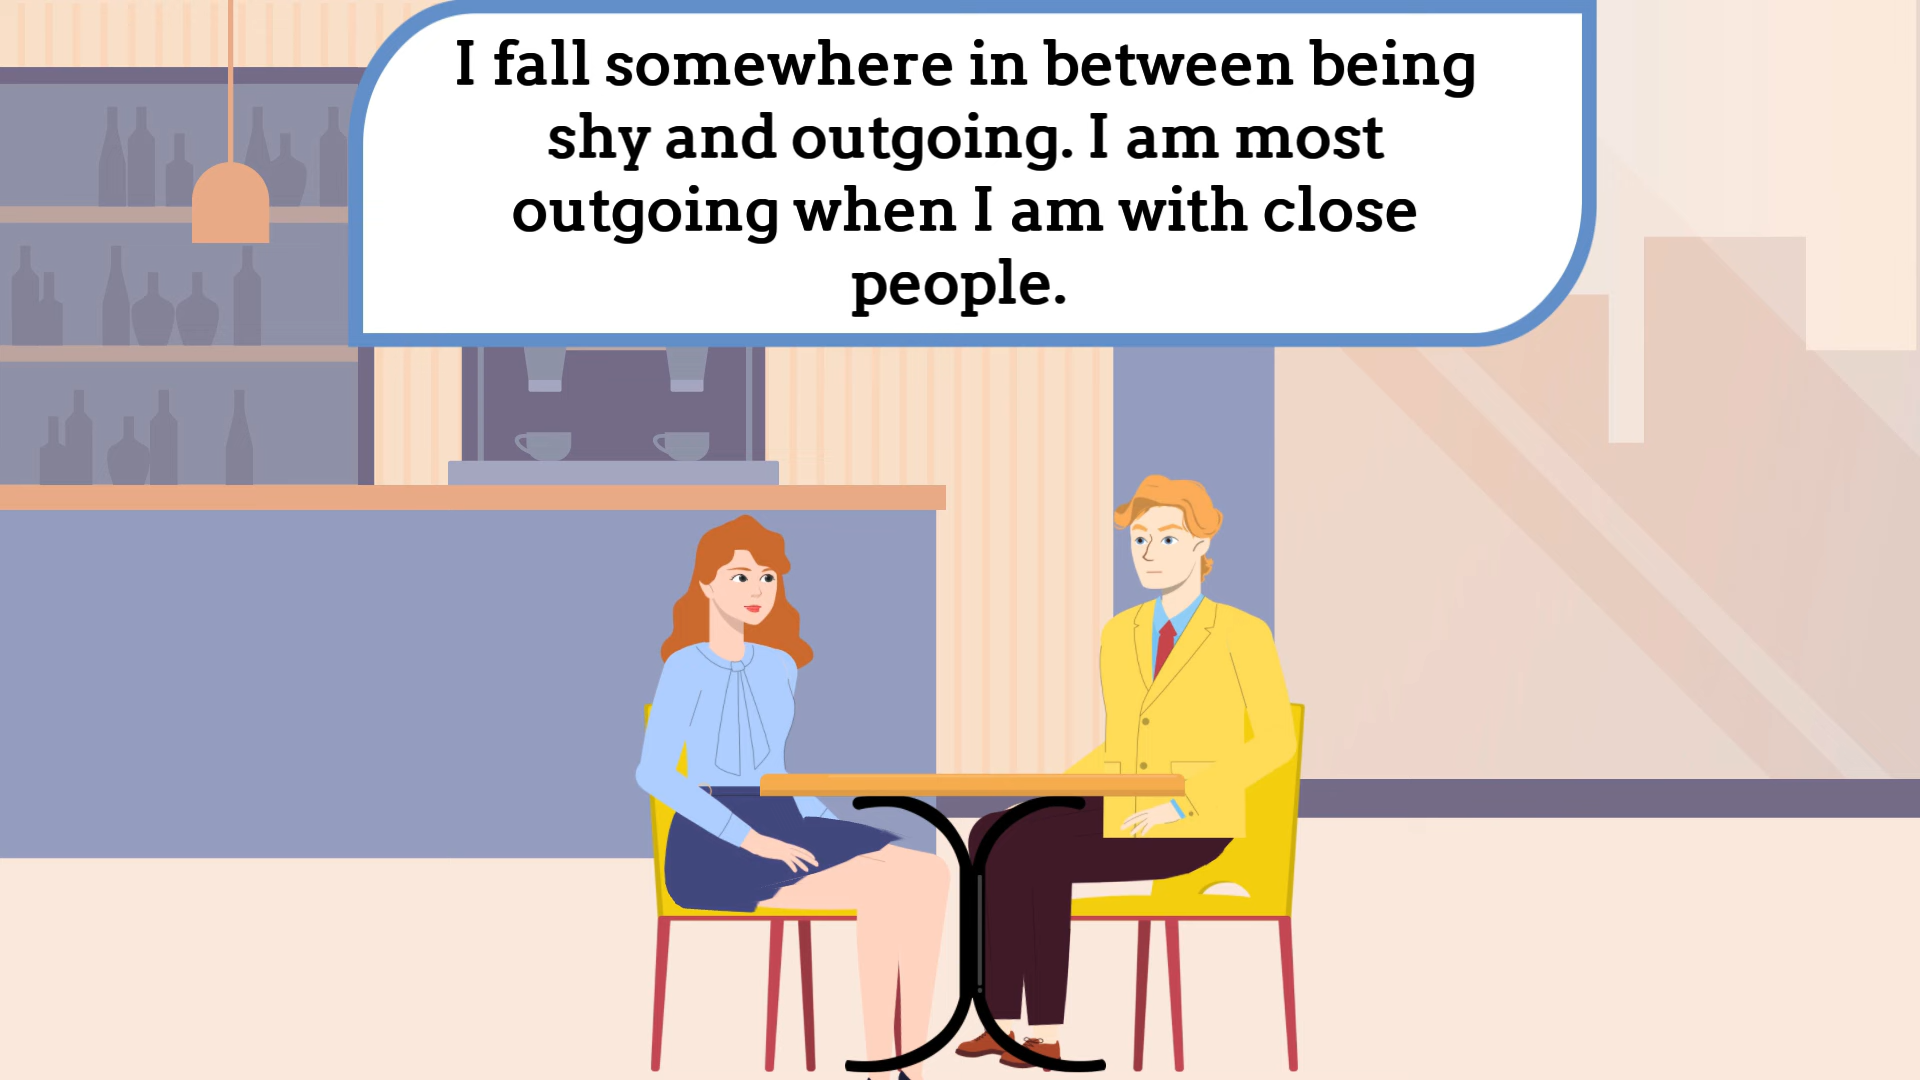 I fall somewhere in between being
shy and outgoing. I am most
outgoing when I am with close
people.